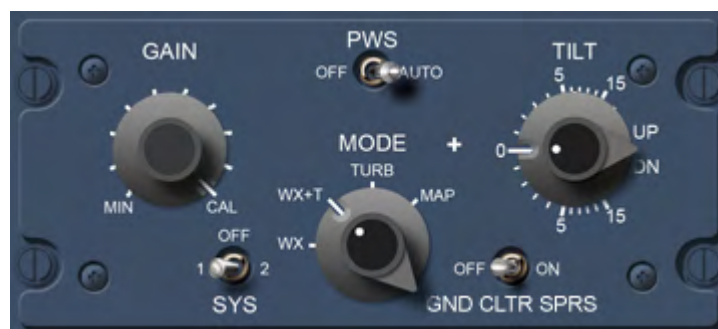 GAIN
MIN
CAL
PWS
OFF
AUTO
TILT
5
15
0
UP
DN
5
15
MODE
+
WX
WX+T
TURB
MAP
OFF
1
2
SYS
OFF
ON
GND CLTR SPRS